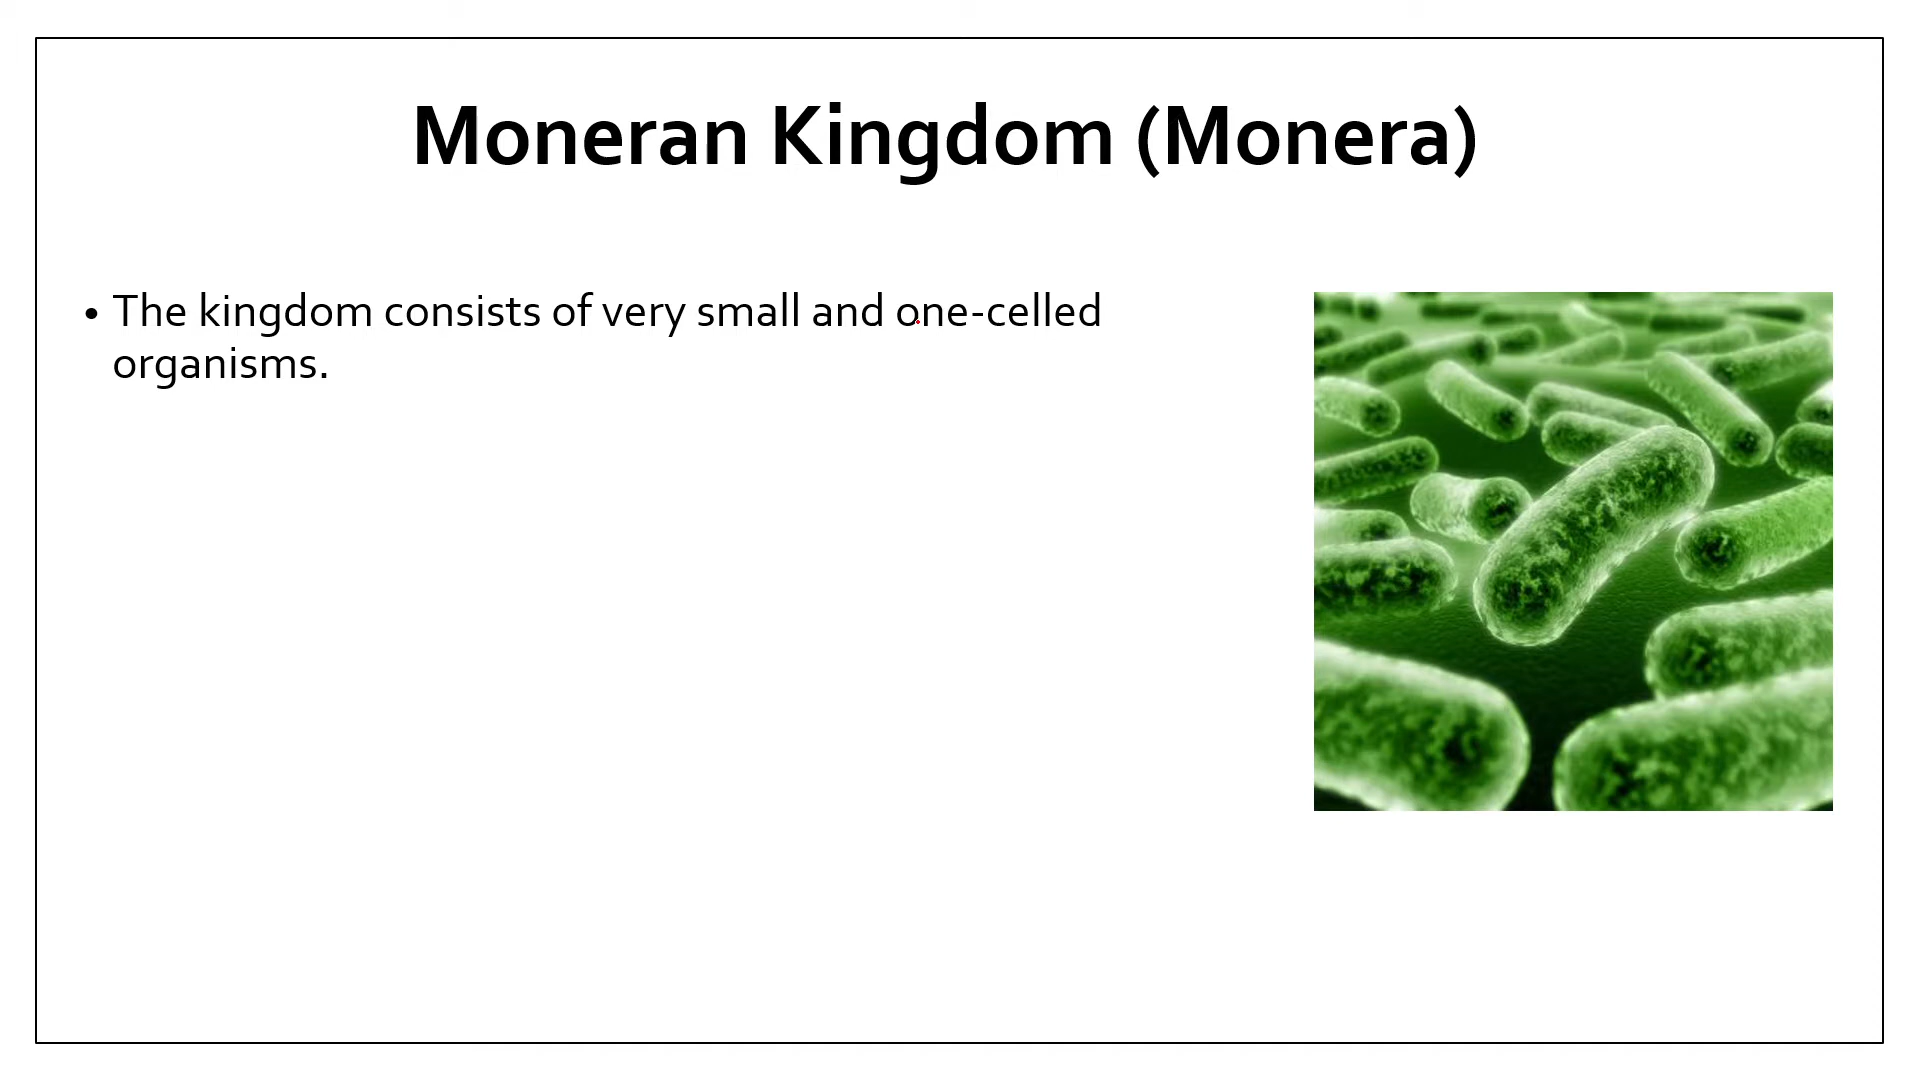 Moneran Kingdom (Monera)
• The kingdom consists of very small and one-celled
organisms.